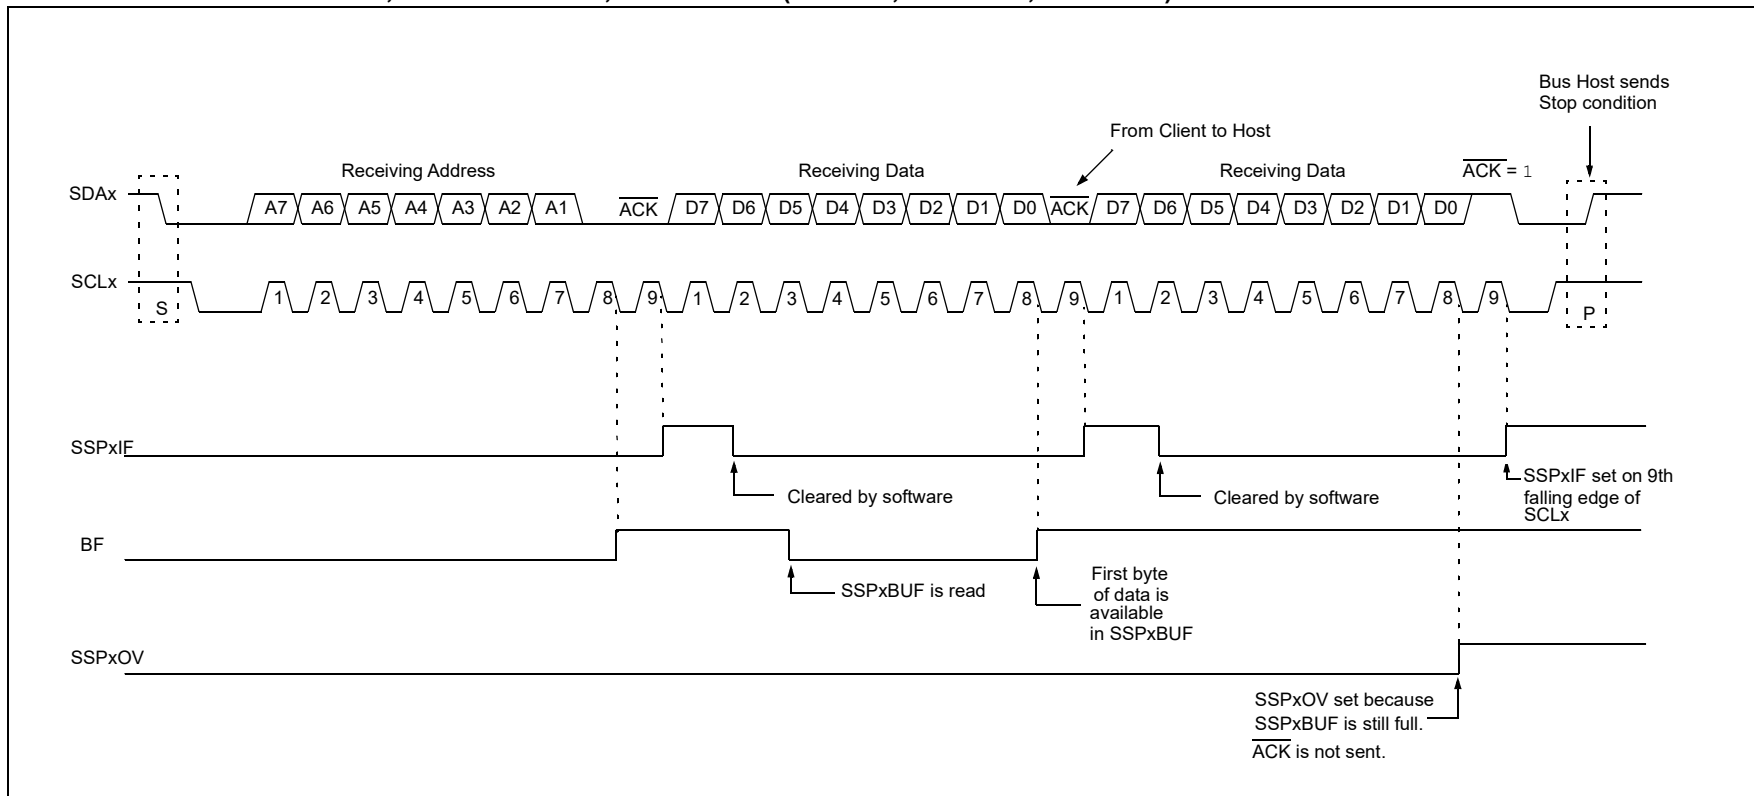 Bus Host sends
Stop condition
From Client to Host
Receiving Address
Receiving Data
Receiving Data
ACK = 1
SDAx
A7 A6 A5 A4 A3 A2 A1 ACK D7 D6 D5 D4 D3 D2 D1 D0 ACK D7 D6 D5 D4 D3 D2 D1 D0
SCLx
S
1 2 3 4 5 6 7 8 9 1 2 3 4 5 6 7 8 9 1 2 3 4 5 6 7 8 9
P
SSPxIF
Cleared by software
Cleared by software
SSPxIF set on 9th
falling edge of
SCLx
BF
SSPxBUF is read
First byte
of data is
available
in SSPxBUF
SSPxOV
SSPxOV set because
SSPxBUF is still full.
ACK is not sent.